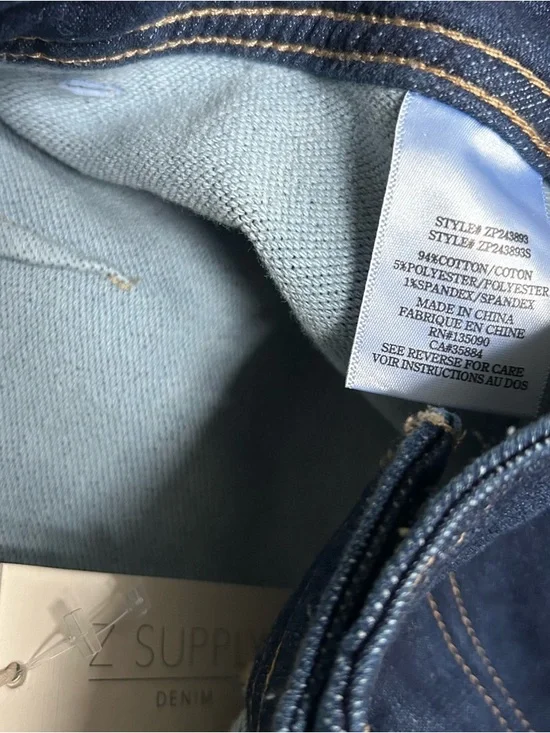 STYLE# ZP243893
STYLE# ZP243893S
94%COTTON/COTON
5%POLYESTER/POLYESTER
1%SPANDEX/SPANDEX
MADE IN CHINA
FABRIQUE EN CHINE
RN#135090
CA#35884
SEE REVERSE FOR CARE
VOIR INSTRUCTIONS AU DOS
Z SUPPLY
DENIM